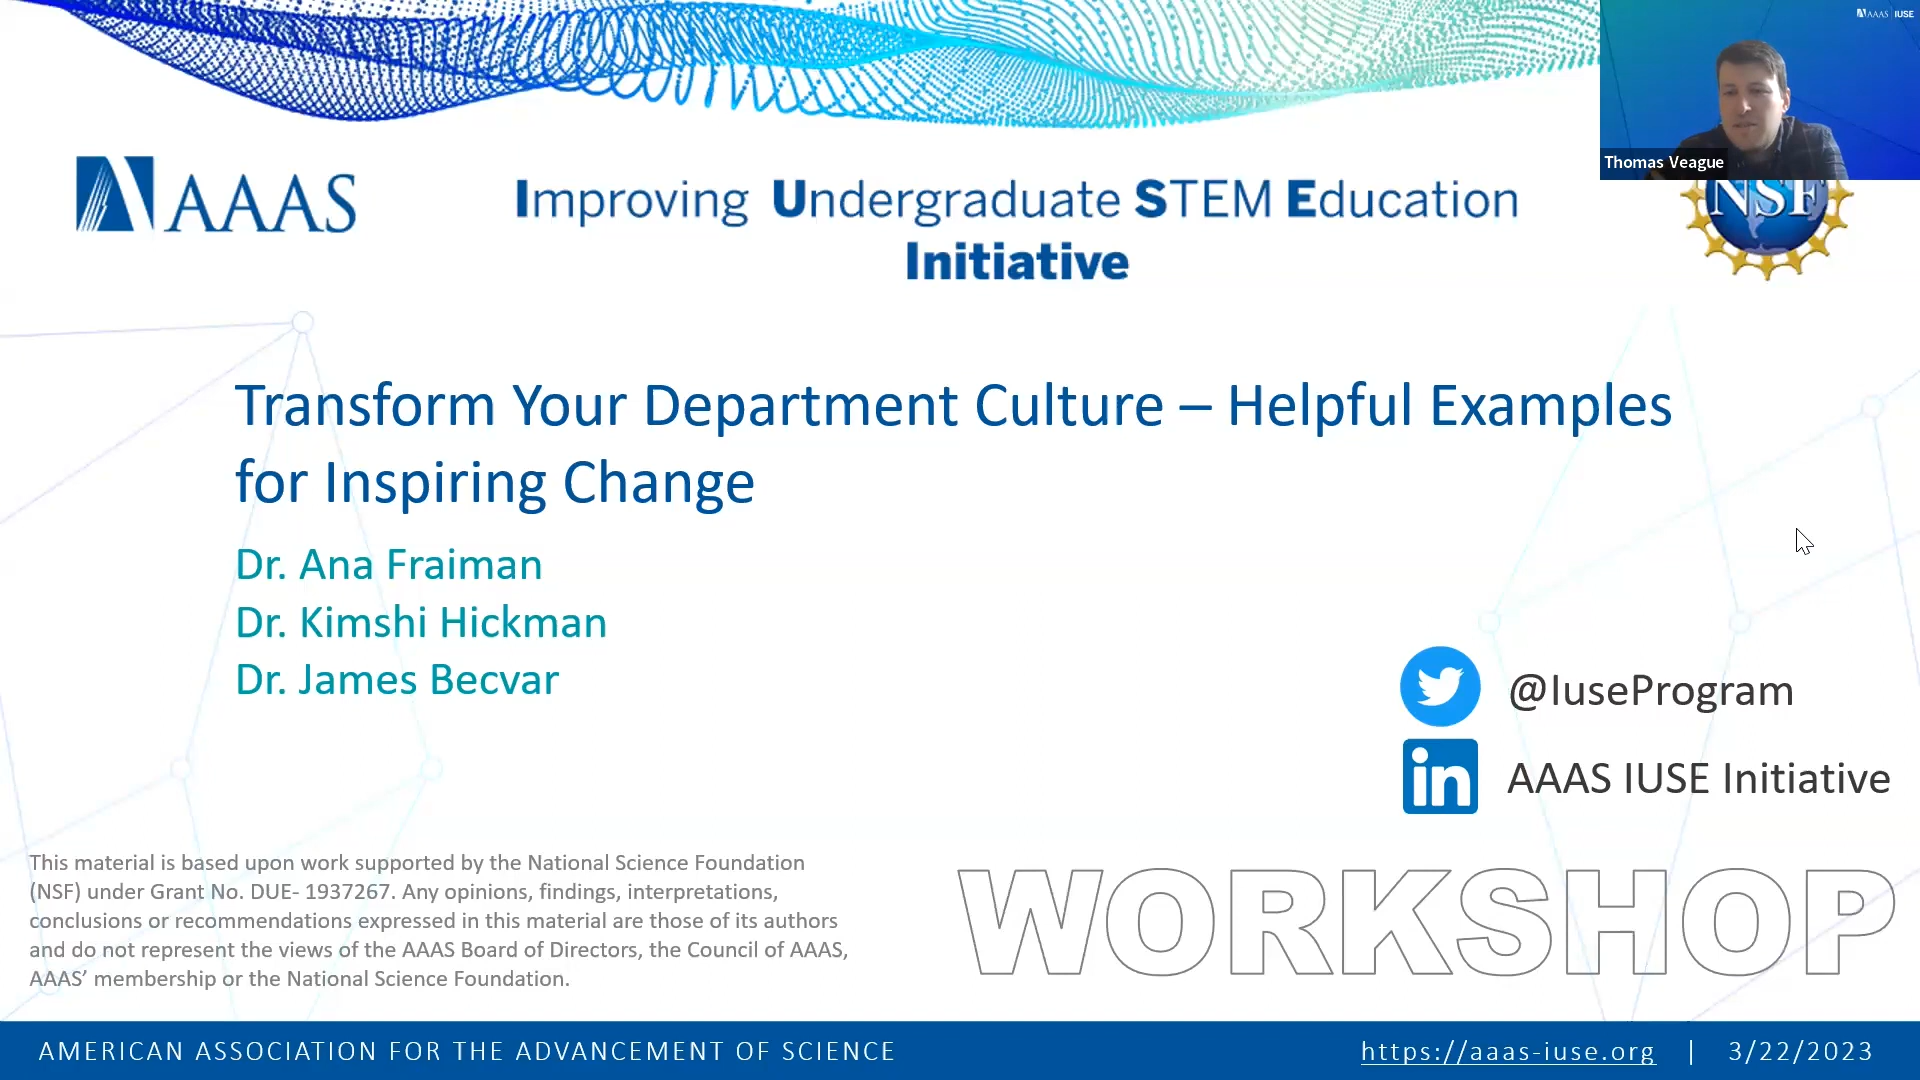 AAAS | IUSE
Thomas Veague
AAAS
Improving Undergraduate STEM Education
Initiative
NSF
Transform Your Department Culture – Helpful Examples
for Inspiring Change
Dr. Ana Fraiman
Dr. Kimshi Hickman
Dr. James Becvar
@IuseProgram
in
AAAS IUSE Initiative
This material is based upon work supported by the National Science Foundation
(NSF) under Grant No. DUE- 1937267. Any opinions, findings, interpretations,
conclusions or recommendations expressed in this material are those of its authors
and do not represent the views of the AAAS Board of Directors, the Council of AAAS,
AAAS’ membership or the National Science Foundation.
WORKSHOP
AMERICAN ASSOCIATION FOR THE ADVANCEMENT OF SCIENCE
https://aaas-iuse.org | 3/22/2023